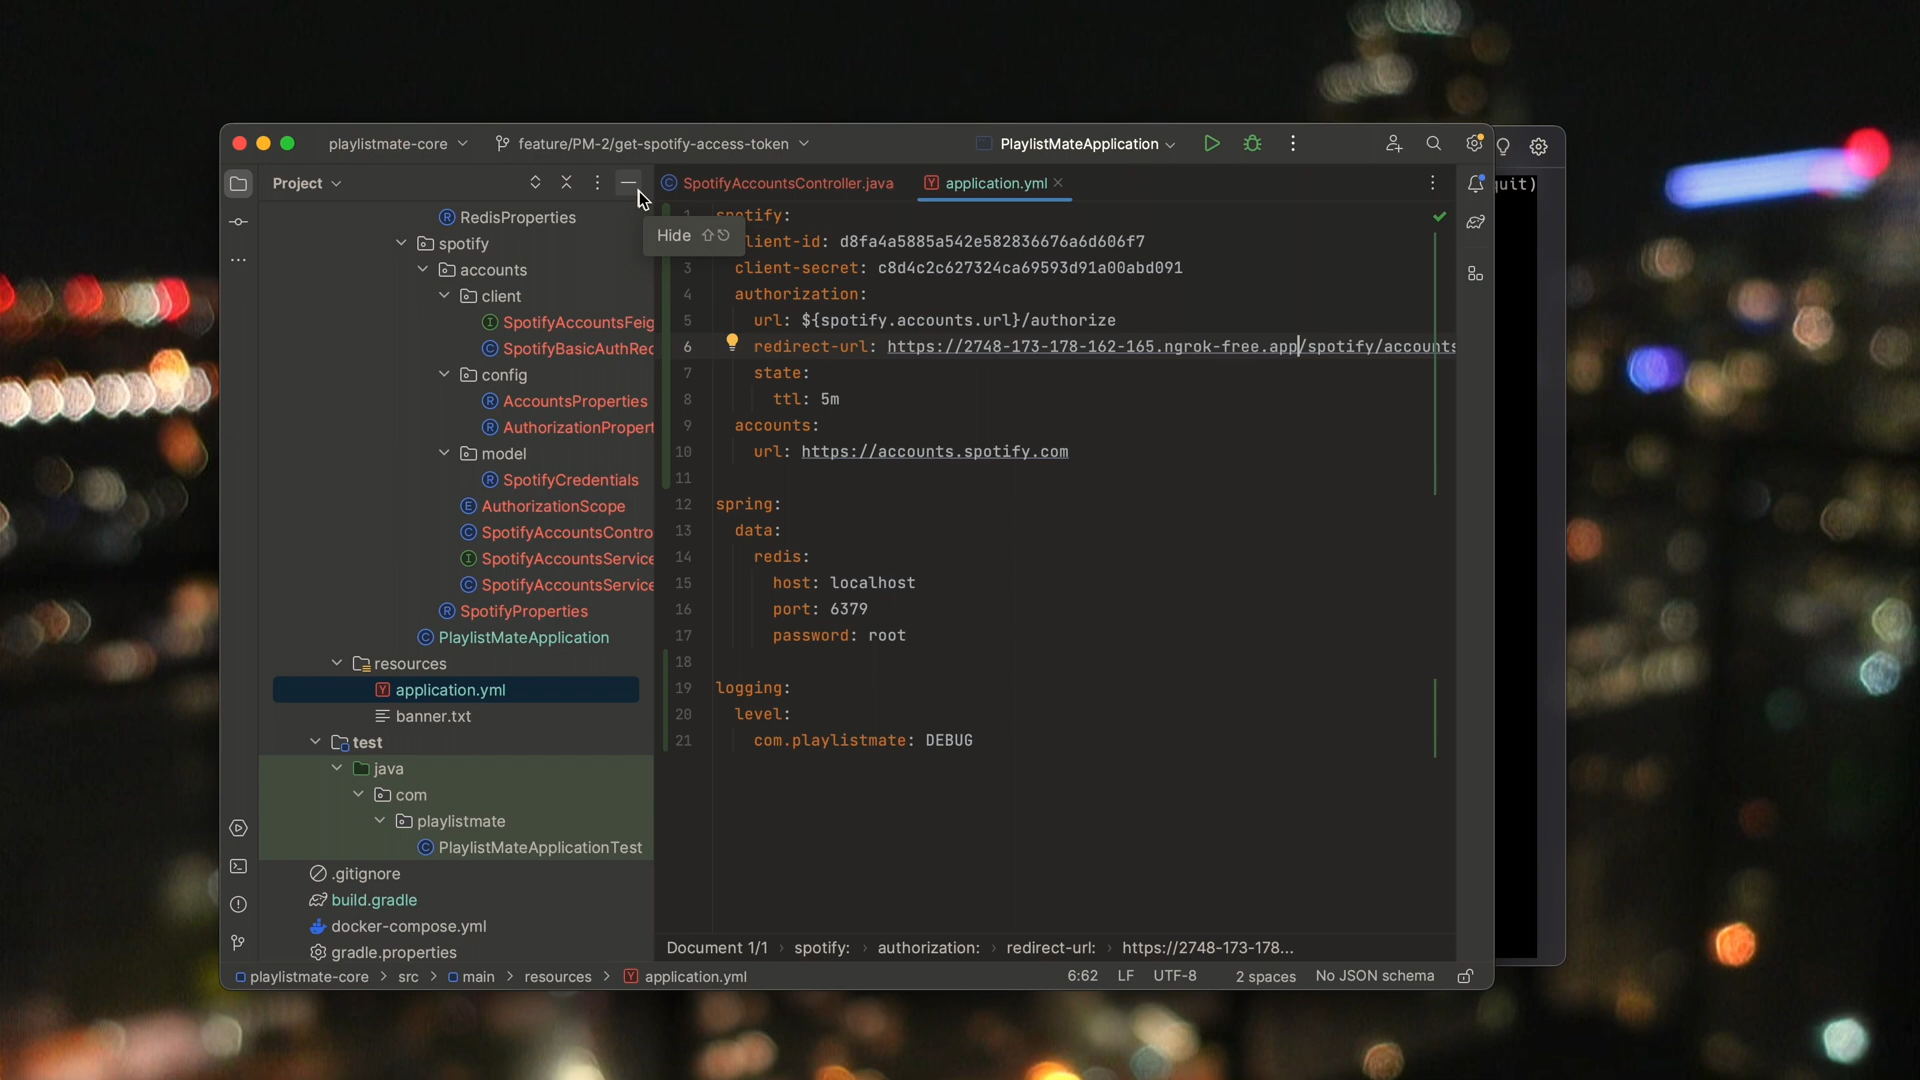 playlistmate-core
feature/PM-2/get-spotify-access-token
PlaylistMateApplication
Project
SpotifyAccountsController.java
application.yml
quit)
Hide
RedisProperties
spotify
accounts
client
SpotifyAccountsFeig
SpotifyBasicAuthRec
config
AccountsProperties
AuthorizationPropert
model
SpotifyCredentials
AuthorizationScope
SpotifyAccountsContro
SpotifyAccountsService
SpotifyAccountsService
SpotifyProperties
PlaylistMateApplication
resources
application.yml
banner.txt
test
java
com
playlistmate
PlaylistMateApplicationTest
.gitignore
build.gradle
docker-compose.yml
gradle.properties
1 spotify:
lient-id: d8fa4a5885a542e582836676a6d606f7
3 client-secret: c8d4c2c627324ca69593d91a00abd091
4 authorization:
5 url: ${spotify.accounts.url}/authorize
6 redirect-url: https://2748-173-178-162-165.ngrok-free.app/spotify/accounts
7 state:
8 ttl: 5m
9 accounts:
10 url: https://accounts.spotify.com
11
12 spring:
13 data:
14 redis:
15 host: localhost
16 port: 6379
17 password: root
18
19 logging:
20 level:
21 com.playlistmate: DEBUG
Document 1/1 › spotify: › authorization: › redirect-url: › https://2748-173-178...
playlistmate-core > src > main > resources > application.yml
6:62 LF UTF-8 2 spaces No JSON schema